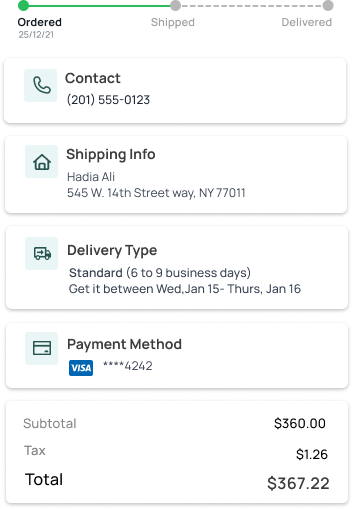 Ordered Shipped Delivered
25/12/21
Contact
(201) 555-0123
Shipping Info
Hadia Ali
545 W. 14th Street way, NY 77011
Delivery Type
Standard (6 to 9 business days)
Get it between Wed,Jan 15- Thurs, Jan 16
Payment Method
VISA ****4242
Subtotal $360.00
Tax $1.26
Total $367.22